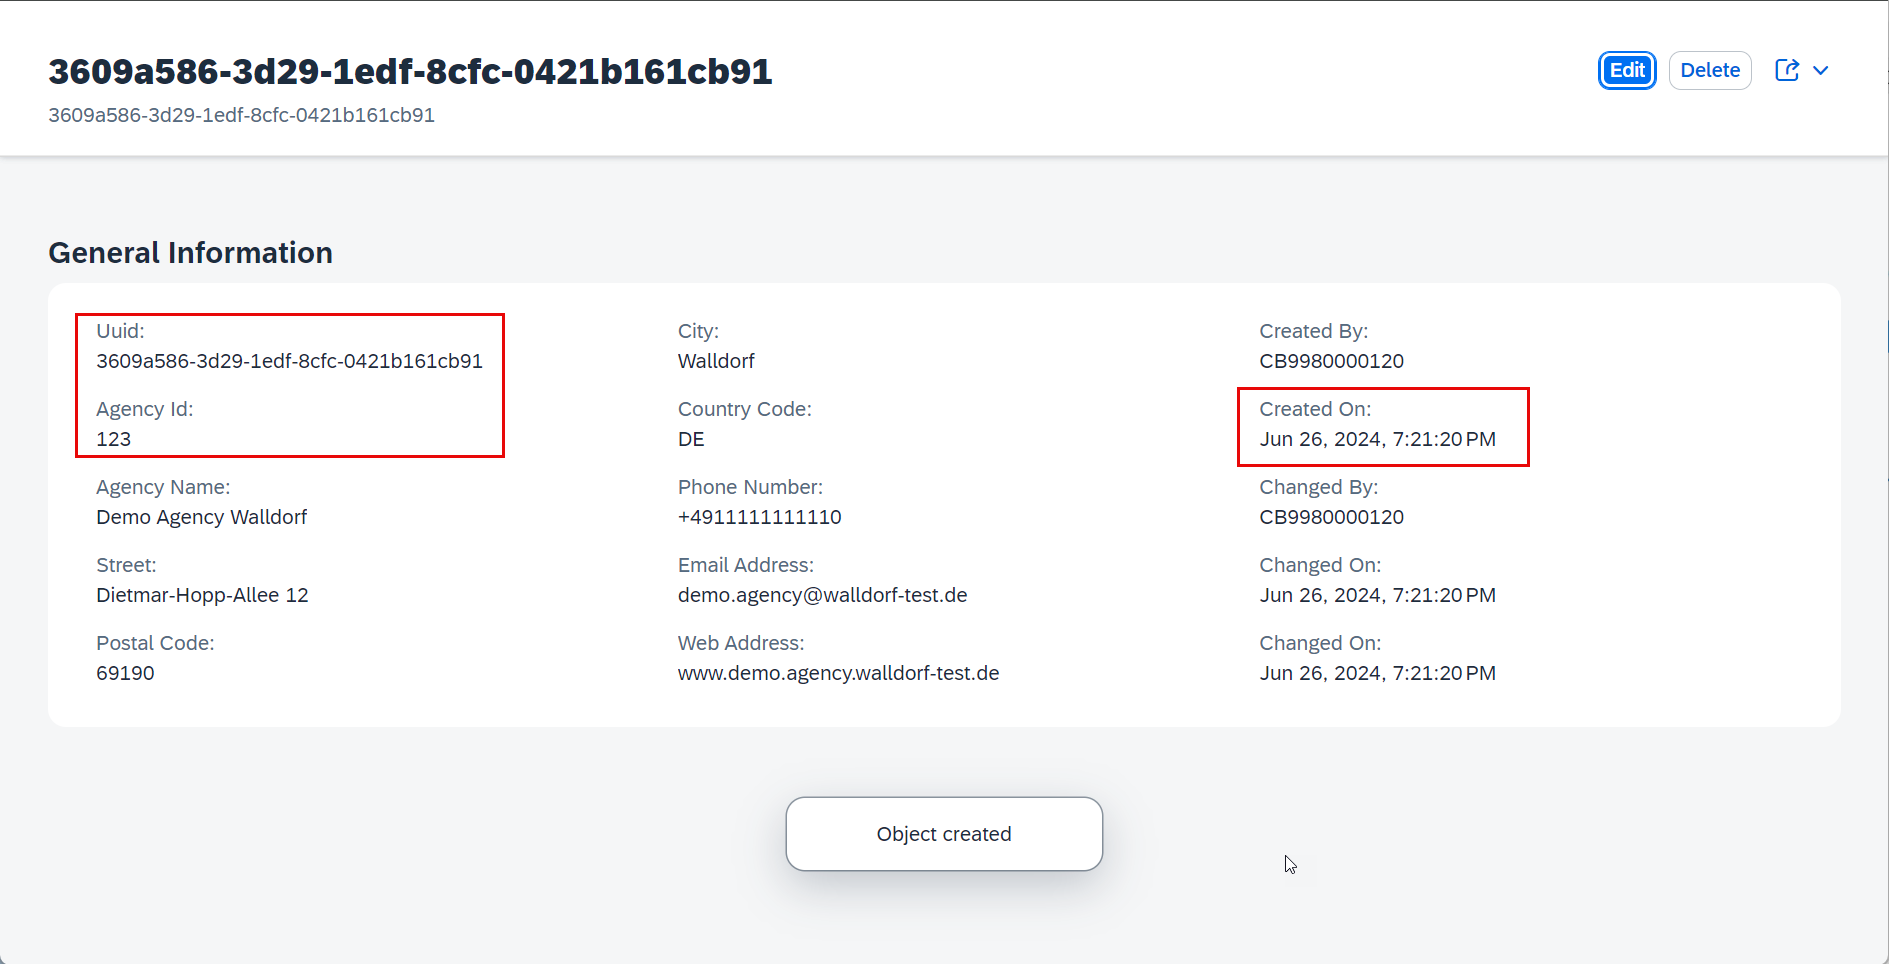 3609a586-3d29-1edf-8cfc-0421b161cb91
Edit
Delete
3609a586-3d29-1edf-8cfc-0421b161cb91
General Information
Uuid:
3609a586-3d29-1edf-8cfc-0421b161cb91
Agency Id:
123
Agency Name:
Demo Agency Walldorf
Street:
Dietmar-Hopp-Allee 12
Postal Code:
69190
City:
Walldorf
Country Code:
DE
Phone Number:
+4911111111110
Email Address:
demo.agency@walldorf-test.de
Web Address:
www.demo.agency.walldorf-test.de
Created By:
CB9980000120
Created On:
Jun 26, 2024, 7:21:20 PM
Changed By:
CB9980000120
Changed On:
Jun 26, 2024, 7:21:20 PM
Changed On:
Jun 26, 2024, 7:21:20 PM
Object created